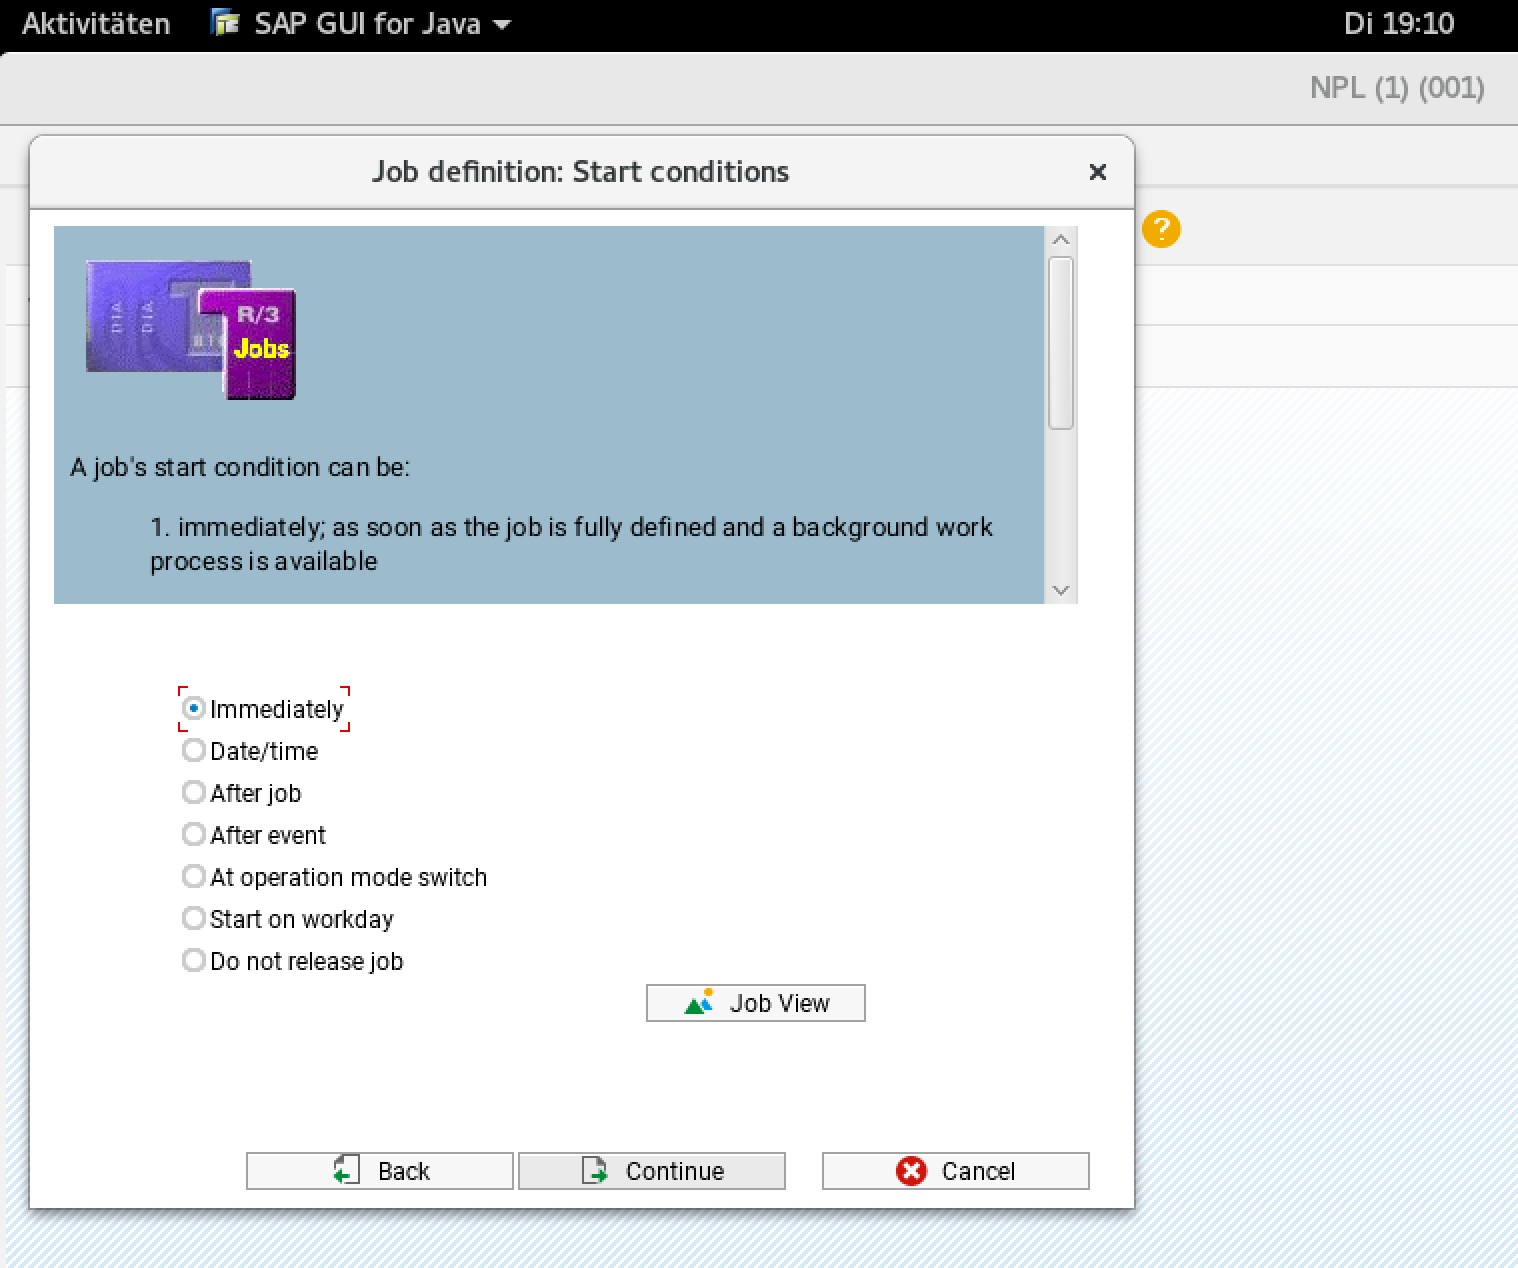 Aktivitäten SAP GUI for Java Di 19:10
NPL (1) (001)
Job definition: Start conditions
?
DIA DIA
R/3
Jobs
A job's start condition can be:
1. immediately; as soon as the job is fully defined and a background work
process is available
Immediately
Date/time
After job
After event
At operation mode switch
Start on workday
Do not release job
Job View
Back Continue Cancel